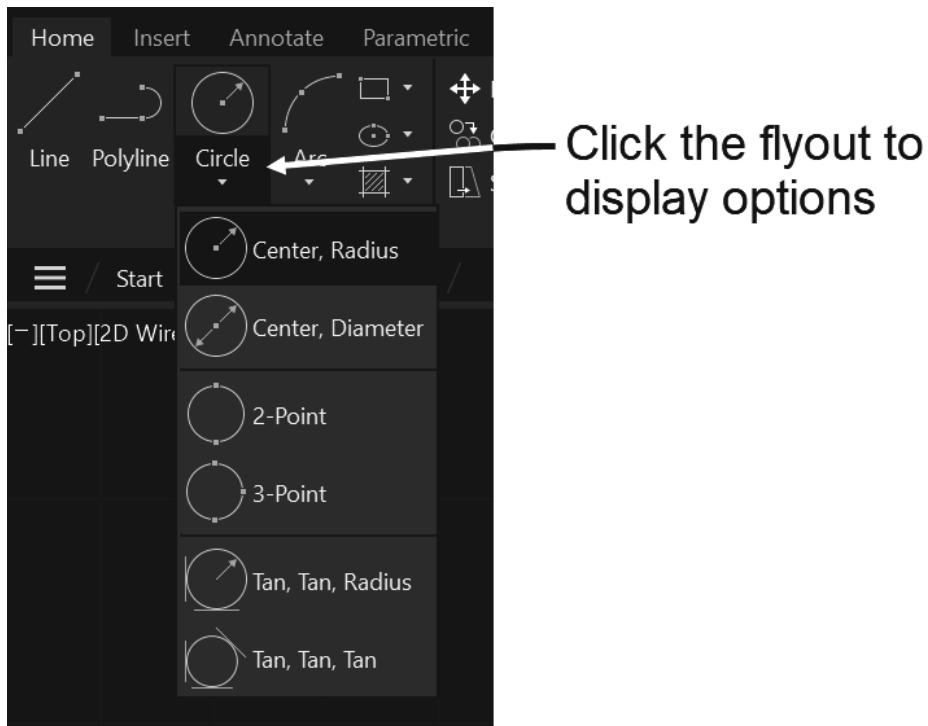 Home Insert Annotate Parametric
Line Polyline Circle
Click the flyout to
display options
Center, Radius
Start
Center, Diameter
[−][Top][2D
2-Point
3-Point
Tan, Tan, Radius
Tan, Tan, Tan